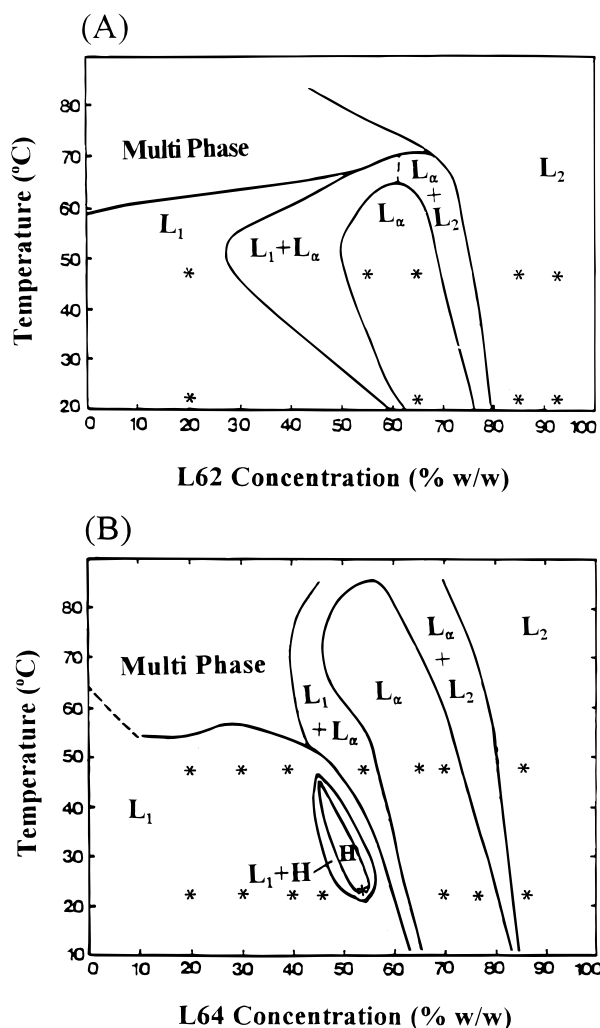 (A)
Temperature (ºC)
80
70
60
50
40
30
20
Multi Phase
L₁
L₁+Lα
Lα
Lα
+
L₂
L₂
* * * * *
* * * *
0 10 20 30 40 50 60 70 80 90 100
L62 Concentration (% w/w)
(B)
Temperature (ºC)
80
70
60
50
40
30
20
10
Multi Phase
L₁
+Lα
Lα
Lα
+
L₂
L₂
* * * * * * *
L₁
H
L₁+H
* * * * * * * *
0 10 20 30 40 50 60 70 80 90 100
L64 Concentration (% w/w)